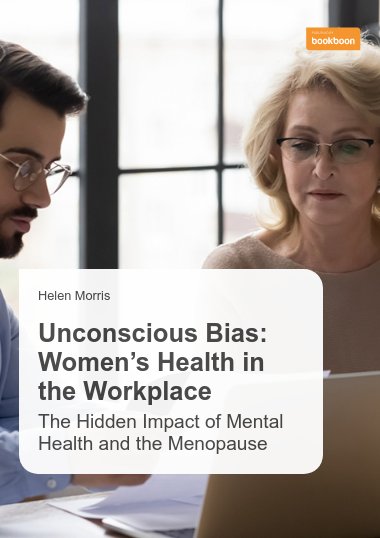 bookboon
Helen Morris
Unconscious Bias:
Women’s Health in
the Workplace
The Hidden Impact of Mental
Health and the Menopause